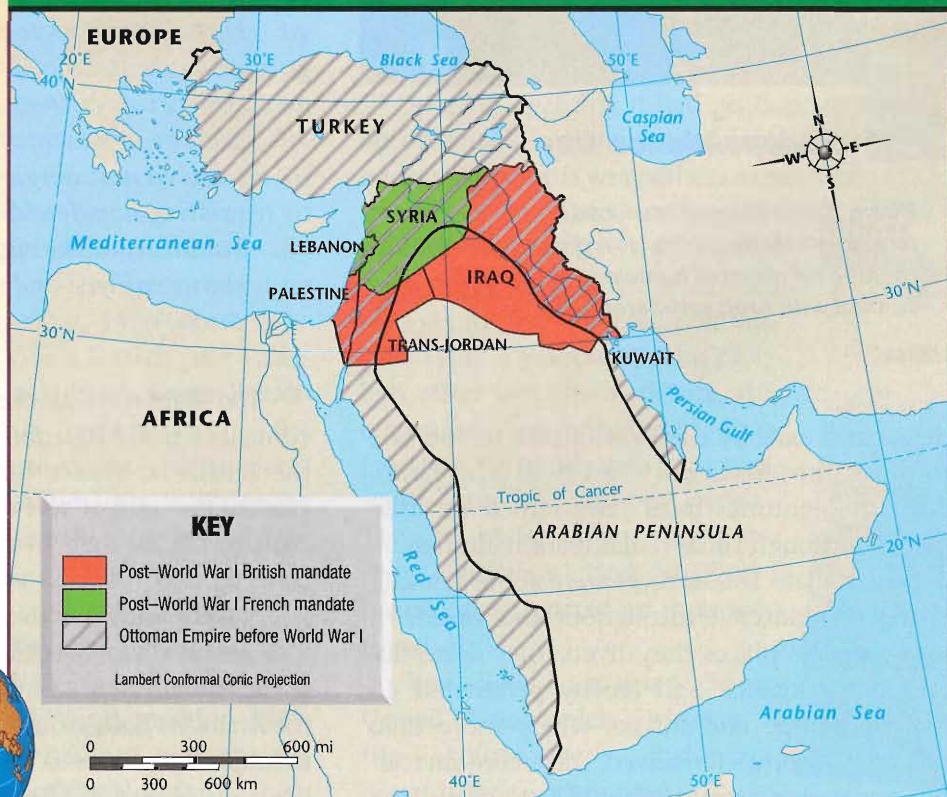 EUROPE
20°E
30°E
Black Sea
50°E
40°N
TURKEY
Caspian
Sea
N
W
E
S
SYRIA
LEBANON
Mediterranean Sea
IRAQ
PALESTINE
30°N
30°N
TRANS-JORDAN
KUWAIT
AFRICA
Persian Gulf
Tropic of Cancer
ARABIAN PENINSULA
20°N
Red Sea
KEY
Post–World War I British mandate
Post–World War I French mandate
Ottoman Empire before World War I
Lambert Conformal Conic Projection
Arabian Sea
0 300 600 mi
0 300 600 km
40°E
50°E